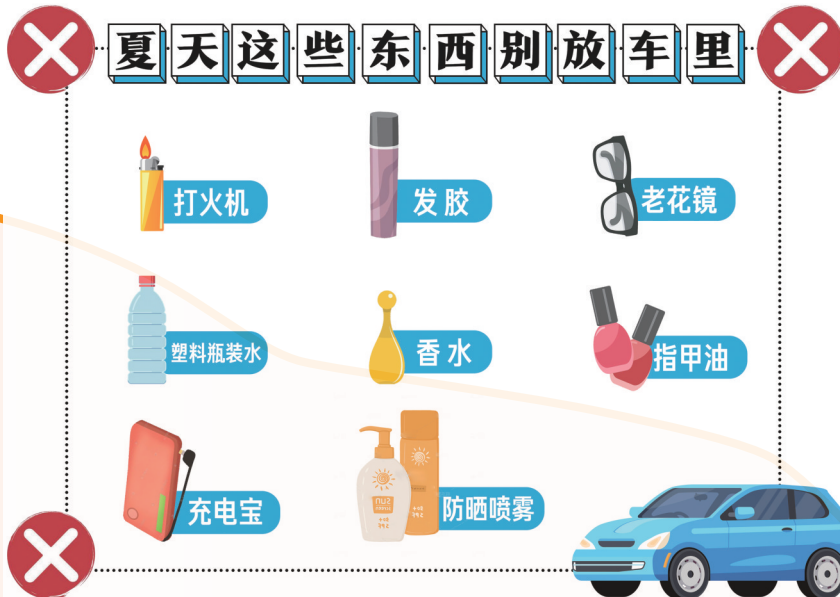 夏天这些东西别放车里
打火机
发胶
老花镜
塑料瓶装水
香水
指甲油
充电宝
防晒喷雾